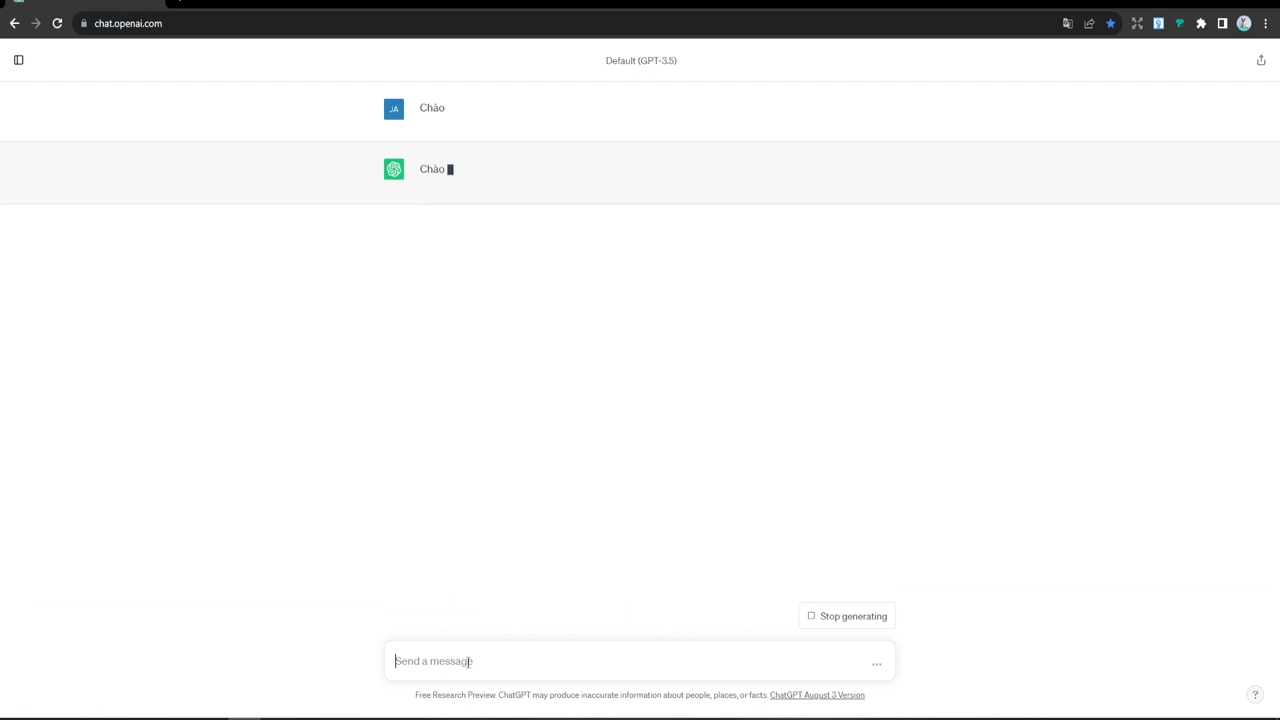 chat.openai.com
Default (GPT-3.5)
JA
Chào
Chào
Stop generating
Send a message
Free Research Preview. ChatGPT may produce inaccurate information about people, places, or facts. ChatGPT August 3 Version
?